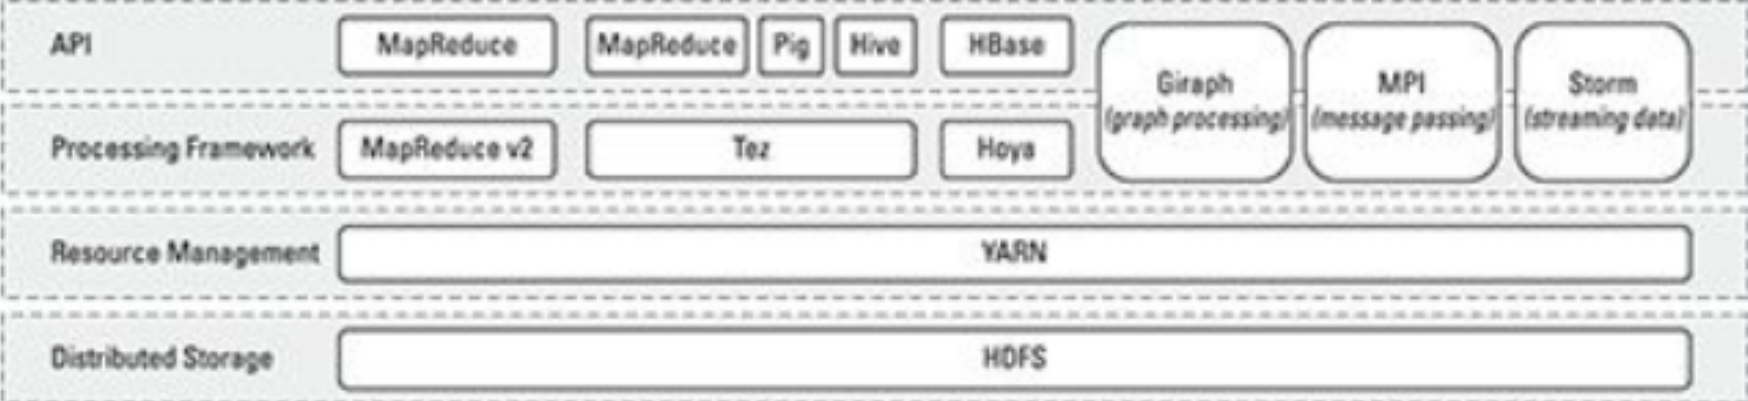 API
MapReduce
MapReduce
Pig
Hive
HBase
Giraph
(graph processing)
MPI
(message passing)
Storm
(streaming data)
Processing Framework
MapReduce v2
Tez
Hoya
Resource Management
YARN
Distributed Storage
HDFS